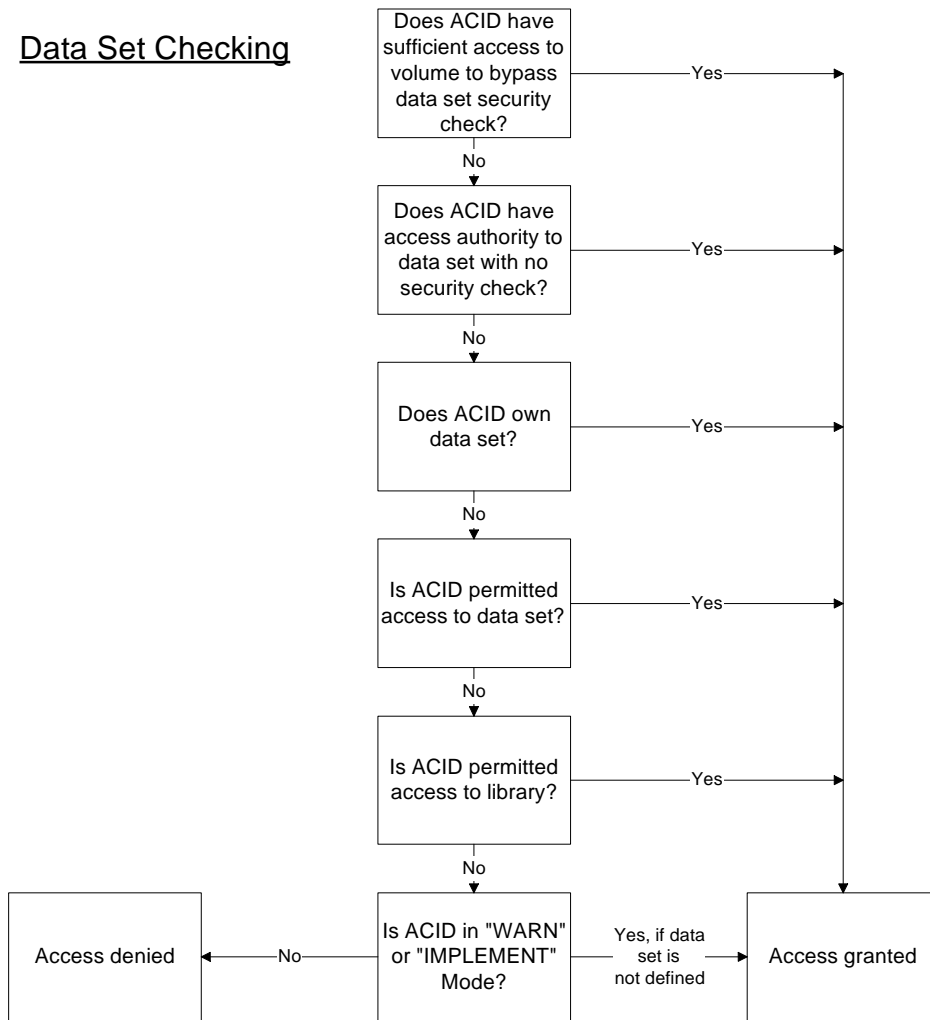 Data Set Checking
Does ACID have
sufficient access to
volume to bypass
data set security
check?
Yes
No
Does ACID have
access authority to
data set with no
security check?
Yes
No
Does ACID own
data set?
Yes
No
Is ACID permitted
access to data set?
Yes
No
Is ACID permitted
access to library?
Yes
No
Access denied
No
Is ACID in "WARN"
or "IMPLEMENT"
Mode?
Yes, if data
set is
not defined
Access granted